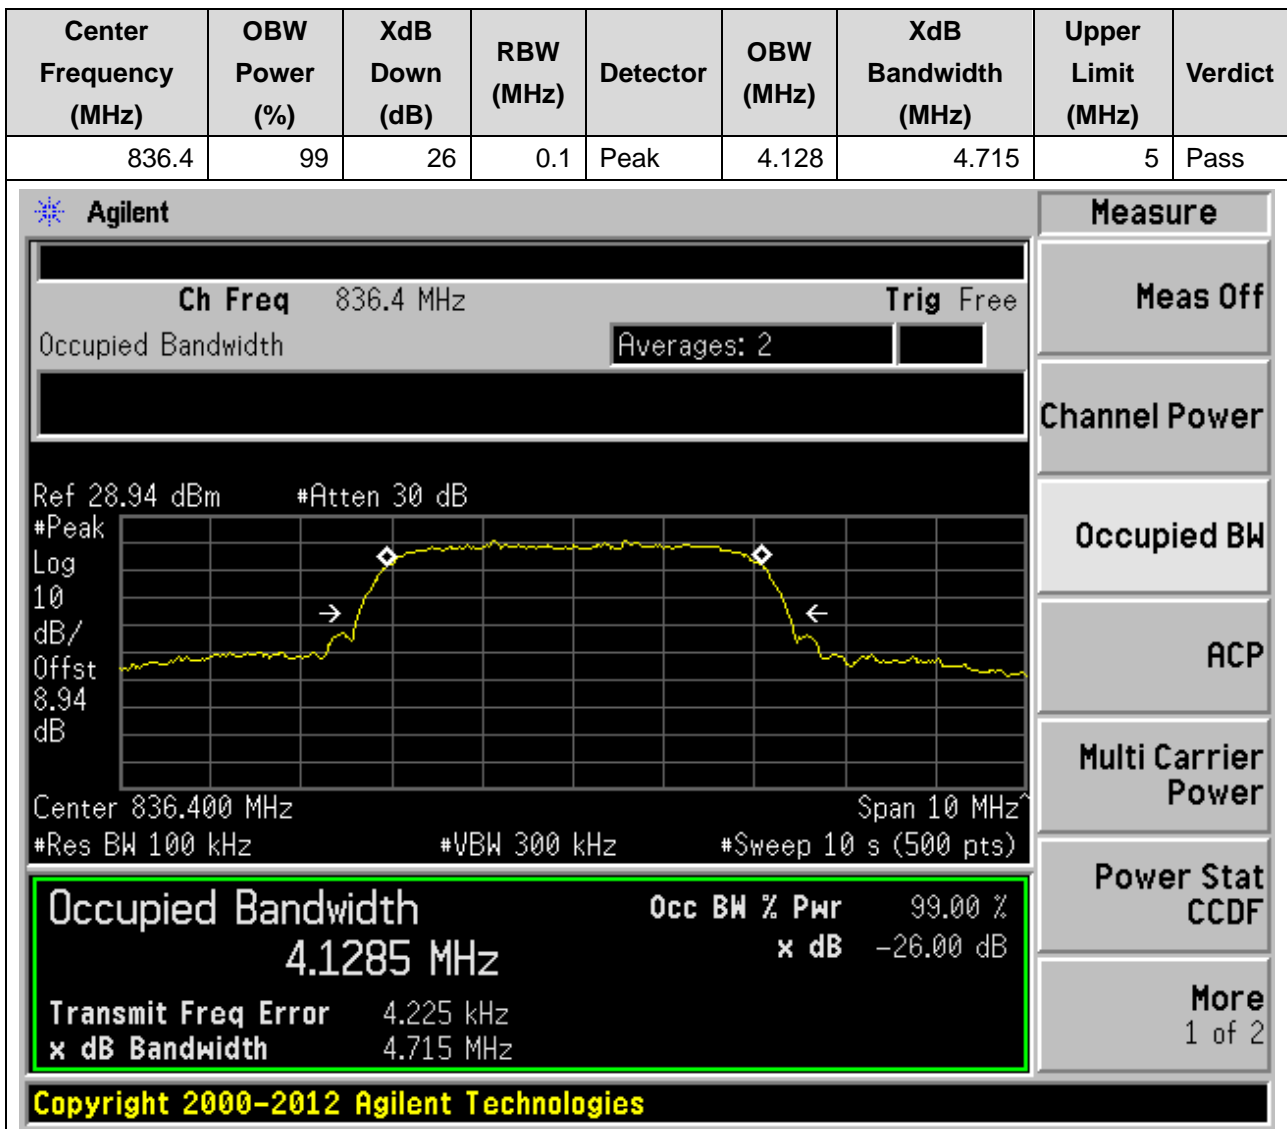 Center Frequency (MHz) OBW Power (%) XdB Down (dB) RBW (MHz) Detector OBW (MHz) XdB Bandwidth (MHz) Upper Limit (MHz) Verdict
836.4 99 26 0.1 Peak 4.128 4.715 5 Pass
Agilent
Measure
Ch Freq 836.4 MHz Trig Free
Meas Off
Occupied Bandwidth Averages: 2
Channel Power
Ref 28.94 dBm #Atten 30 dB
#Peak
Log
10
dB/
Offst
8.94
dB
Occupied BW
ACP
Multi Carrier
Power
Center 836.400 MHz Span 10 MHz^
#Res BW 100 kHz #VBW 300 kHz #Sweep 10 s (500 pts)
Power Stat
CCDF
Occupied Bandwidth Occ BW % Pwr 99.00 %
4.1285 MHz x dB -26.00 dB
Transmit Freq Error 4.225 kHz
x dB Bandwidth 4.715 MHz
More
1 of 2
Copyright 2000-2012 Agilent Technologies